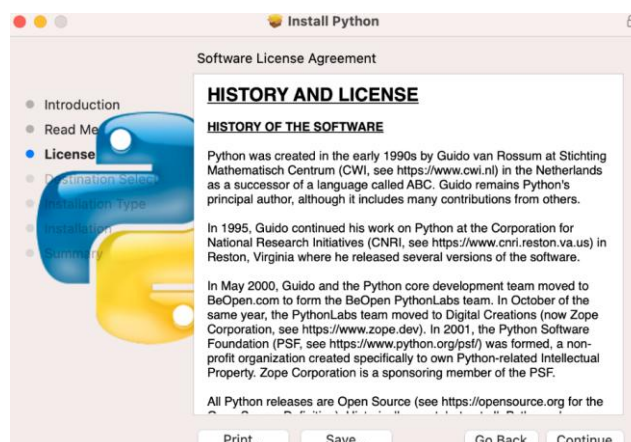 Install Python
Software License Agreement
Introduction
Read Me
License
Destination Select
Installation Type
Installation
Summary
HISTORY AND LICENSE
HISTORY OF THE SOFTWARE
Python was created in the early 1990s by Guido van Rossum at Stichting
Mathematisch Centrum (CWI, see https://www.cwi.nl) in the Netherlands
as a successor of a language called ABC. Guido remains Python's
principal author, although it includes many contributions from others.
In 1995, Guido continued his work on Python at the Corporation for
National Research Initiatives (CNRI, see https://www.cnri.reston.va.us) in
Reston, Virginia where he released several versions of the software.
In May 2000, Guido and the Python core development team moved to
BeOpen.com to form the BeOpen PythonLabs team. In October of the
same year, the PythonLabs team moved to Digital Creations (now Zope
Corporation, see https://www.zope.dev). In 2001, the Python Software
Foundation (PSF, see https://www.python.org/psf/) was formed, a non-
profit organization created specifically to own Python-related Intellectual
Property. Zope Corporation is a sponsoring member of the PSF.
All Python releases are Open Source (see https://opensource.org for the
Print...
Save...
Go Back
Continue